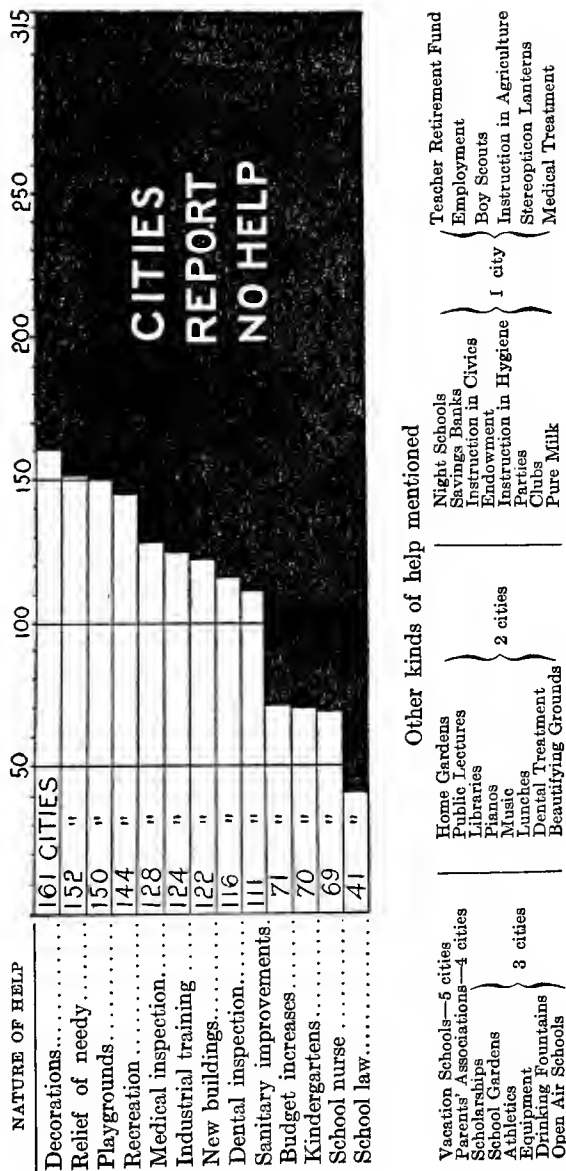 NATURE OF HELP
50 100 150 200 250 315
Decorations.............. 161 CITIES
Relief of needy.......... 152 "
Playgrounds.............. 150 "
Recreation............... 144 "
Medical inspection....... 128 "
Industrial training ..... 124 "
New buildings............ 122 "
Dental inspection........ 116 "
Sanitary improvements. 111 "
Budget increases......... 71 "
Kindergartens............ 70 "
School nurse ............ 69 "
School law............... 41 "
CITIES
REPORT
NO HELP
Other kinds of help mentioned
Vacation Schools—5 cities
Parents' Associations—4 cities
Scholarships
School Gardens
Athletics
Equipment
Drinking Fountains
Open Air Schools
3 cities
Home Gardens
Public Lectures
Libraries
Pianos
Music
Lunches
Dental Treatment
Beautifying Grounds
2 cities
Night Schools
Savings Banks
Instruction in Civics
Endowment
Instruction in Hygiene
Parties
Clubs
Pure Milk
1 city
Teacher Retirement Fund
Employment
Boy Scouts
Instruction in Agriculture
Stereopticon Lanterns
Medical Treatment